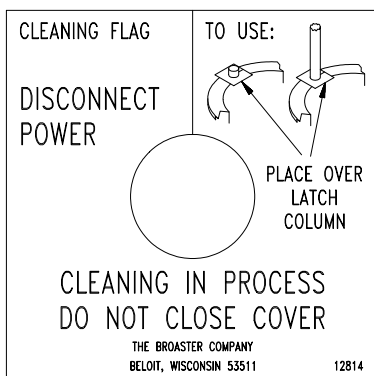 CLEANING FLAG
DISCONNECT
POWER
TO USE:
PLACE OVER
LATCH
COLUMN
CLEANING IN PROCESS
DO NOT CLOSE COVER
THE BROASTER COMPANY
BELOIT, WISCONSIN 53511
12814